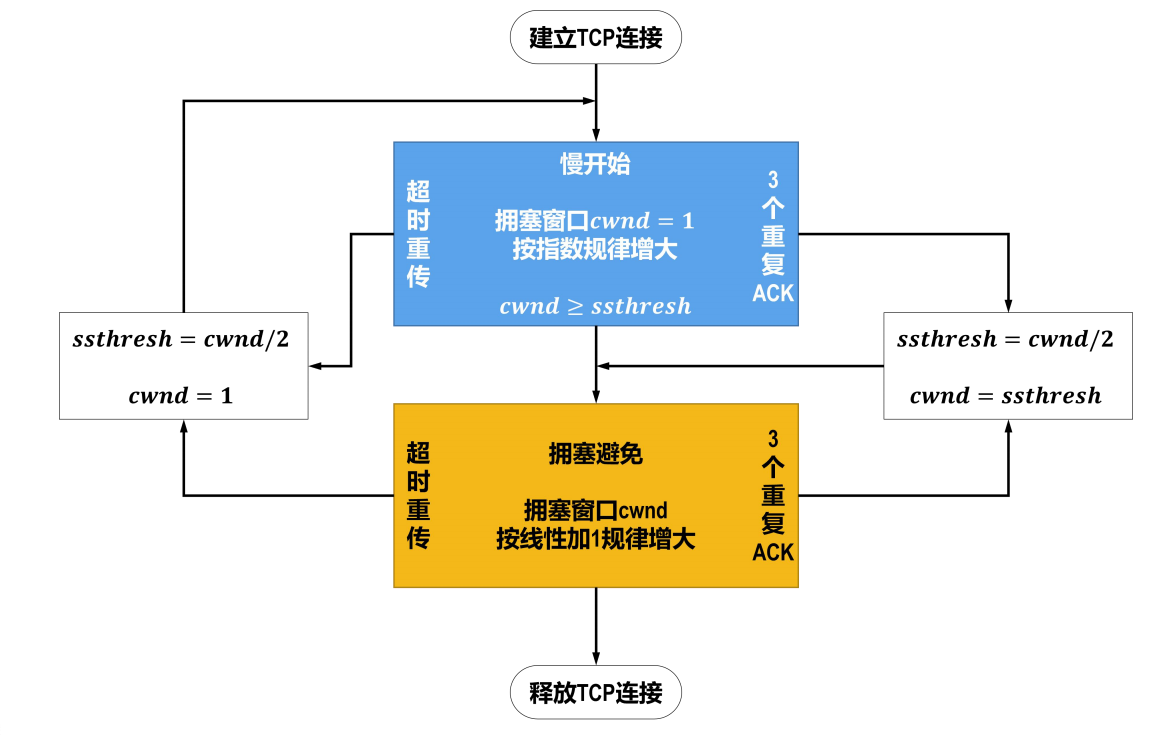 建立TCP连接
慢开始
超时重传
拥塞窗口cwnd = 1
按指数规律增大
cwnd ≥ ssthresh
3个重复ACK
ssthresh = cwnd/2
cwnd = 1
ssthresh = cwnd/2
cwnd = ssthresh
超时重传
拥塞避免
拥塞窗口cwnd
按线性加1规律增大
3个重复ACK
释放TCP连接